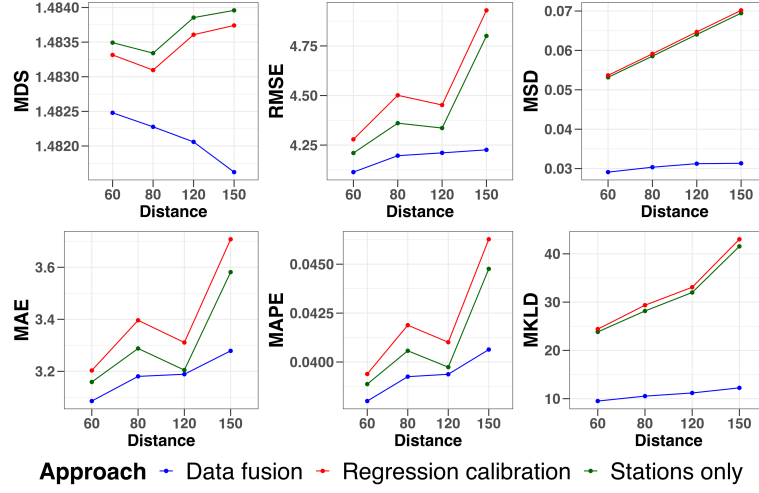 MDS
1.4840
1.4835
1.4830
1.4825
1.4820
60 80 120 150
Distance
RMSE
4.75
4.50
4.25
60 80 120 150
Distance
MSD
0.07
0.06
0.05
0.04
0.03
60 80 120 150
Distance
MAE
3.6
3.4
3.2
60 80 120 150
Distance
MAPE
0.0450
0.0425
0.0400
60 80 120 150
Distance
MKLD
40
30
20
10
60 80 120 150
Distance
Approach Data fusion Regression calibration Stations only